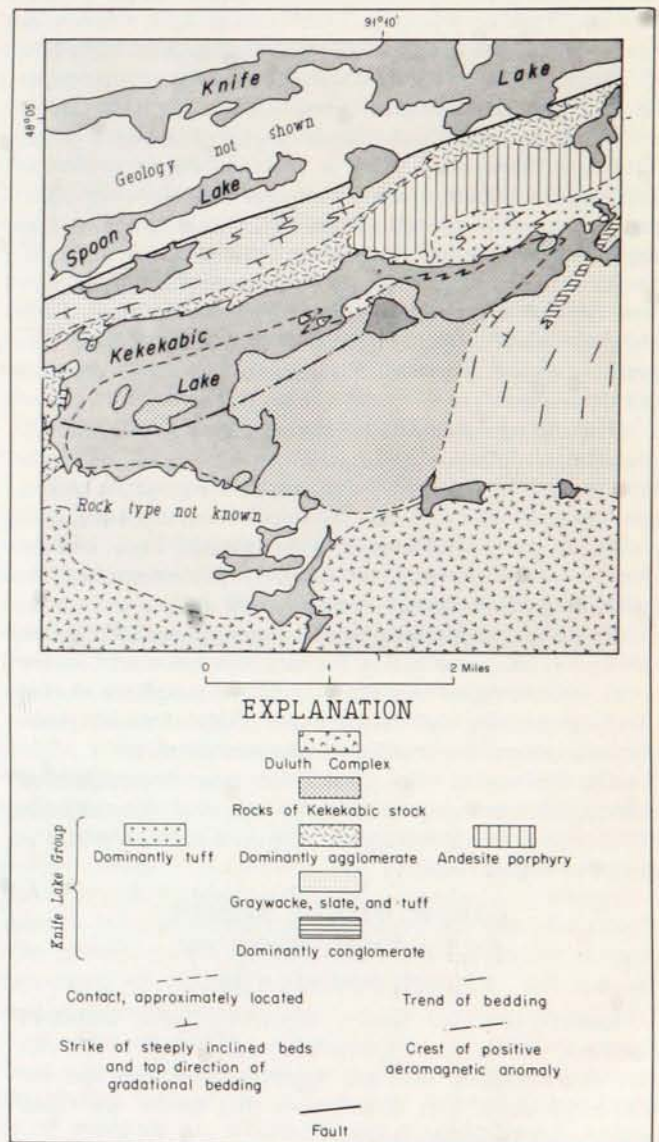 91°10'
48°05'
Knife Lake
Geology not shown
Spoon Lake
Kekekabic Lake
Rock type not known
0 1 2 Miles
EXPLANATION
Duluth Complex
Rocks of Kekekabic stock
Knife Lake Group
Dominantly tuff
Dominantly agglomerate
Andesite porphyry
Graywacke, slate, and tuff
Dominantly conglomerate
Contact, approximately located
Trend of bedding
Strike of steeply inclined beds
and top direction of
gradational bedding
Crest of positive
aeromagnetic anomaly
Fault